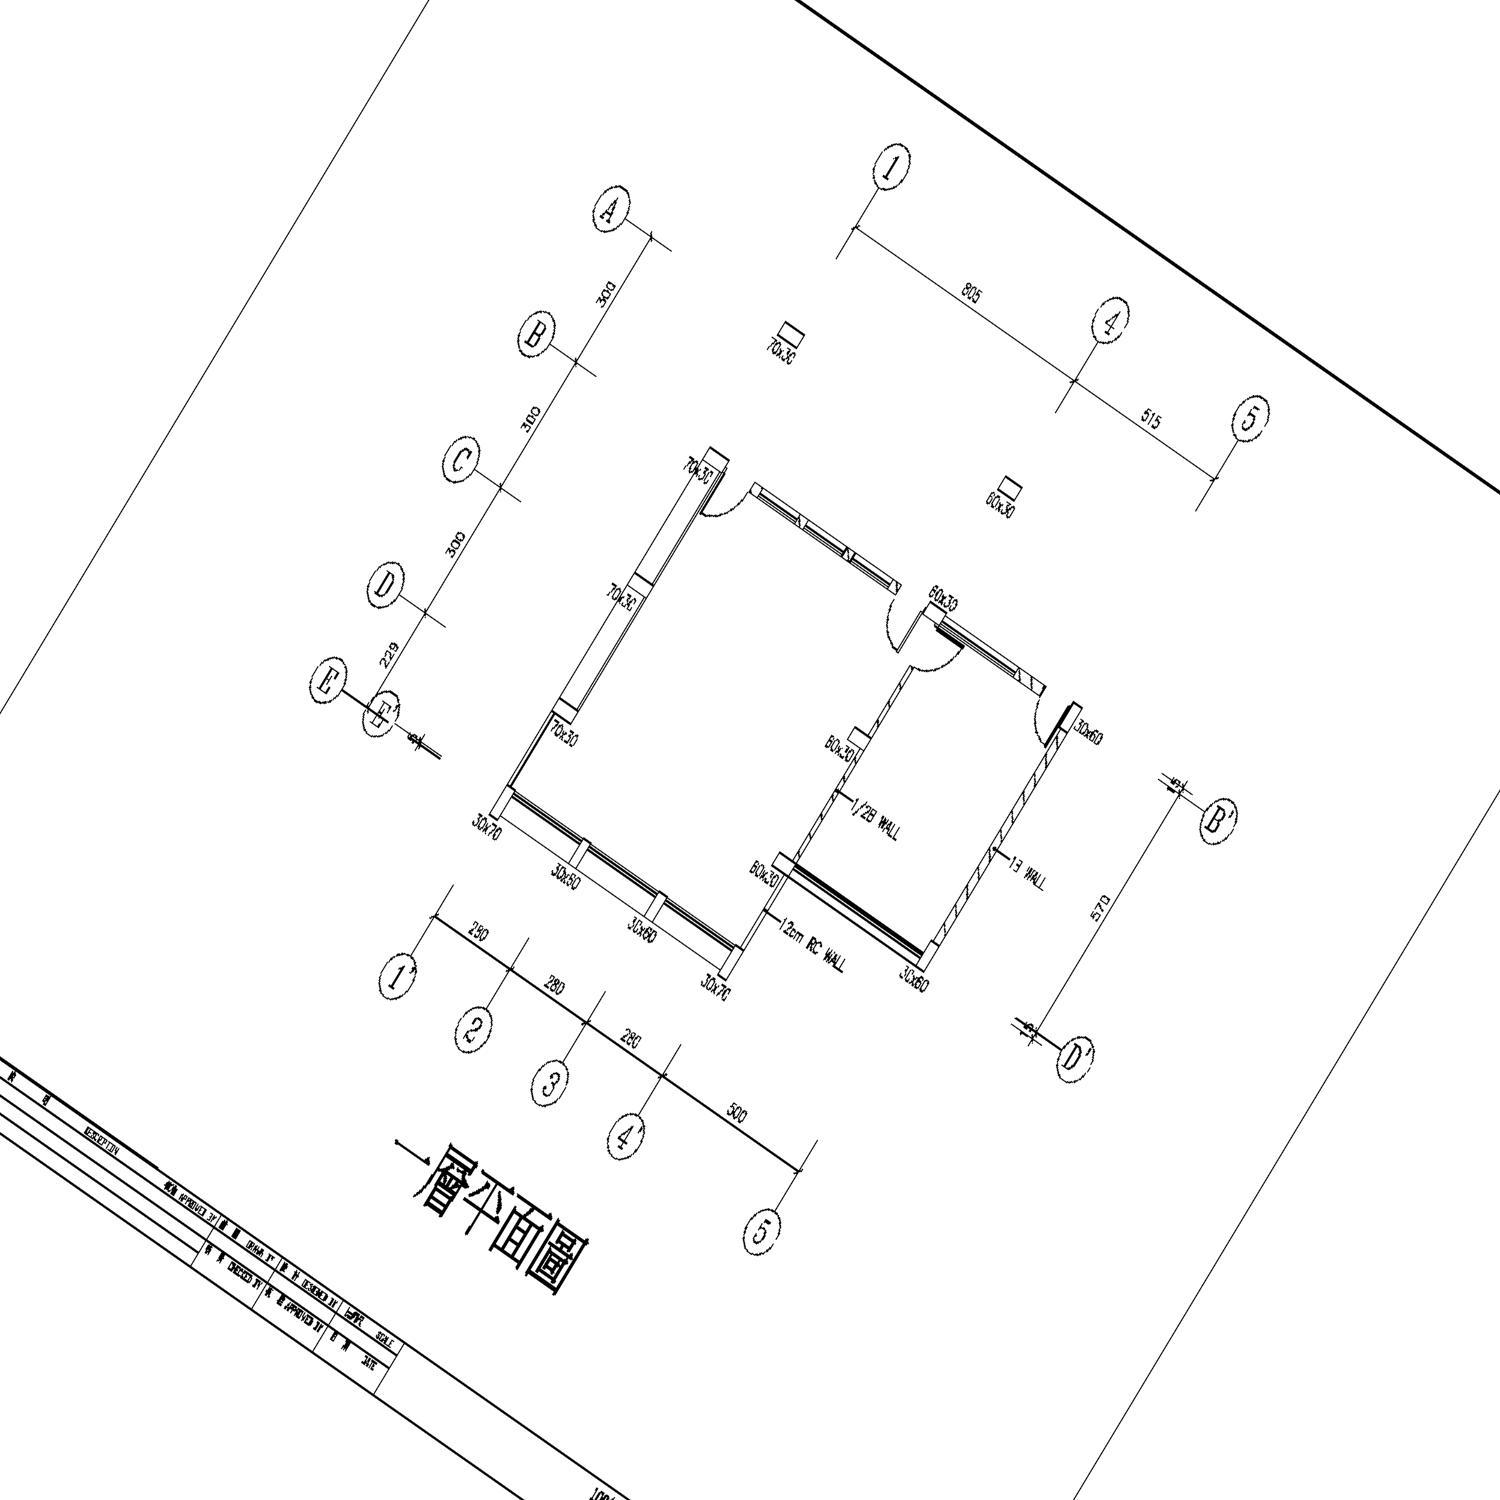 1
A
300
805
4
B
70x30
515
5
300
C
70x30
60x30
300
D
70x30
60x30
229
E
E'
70x30
60x30
30x60
B'
30x70
1/2B WALL
30x60
60x30
1B WALL
30x60
12cm RC WALL
570
30x70
30x60
280
1'
280
2
280
D'
3
500
4'
5
一層平面圖
DESCRIPTION
APPROVED BY
DRAWN BY
DESIGNED BY
SCALE
CHECKED BY
APPROVED BY
DATE